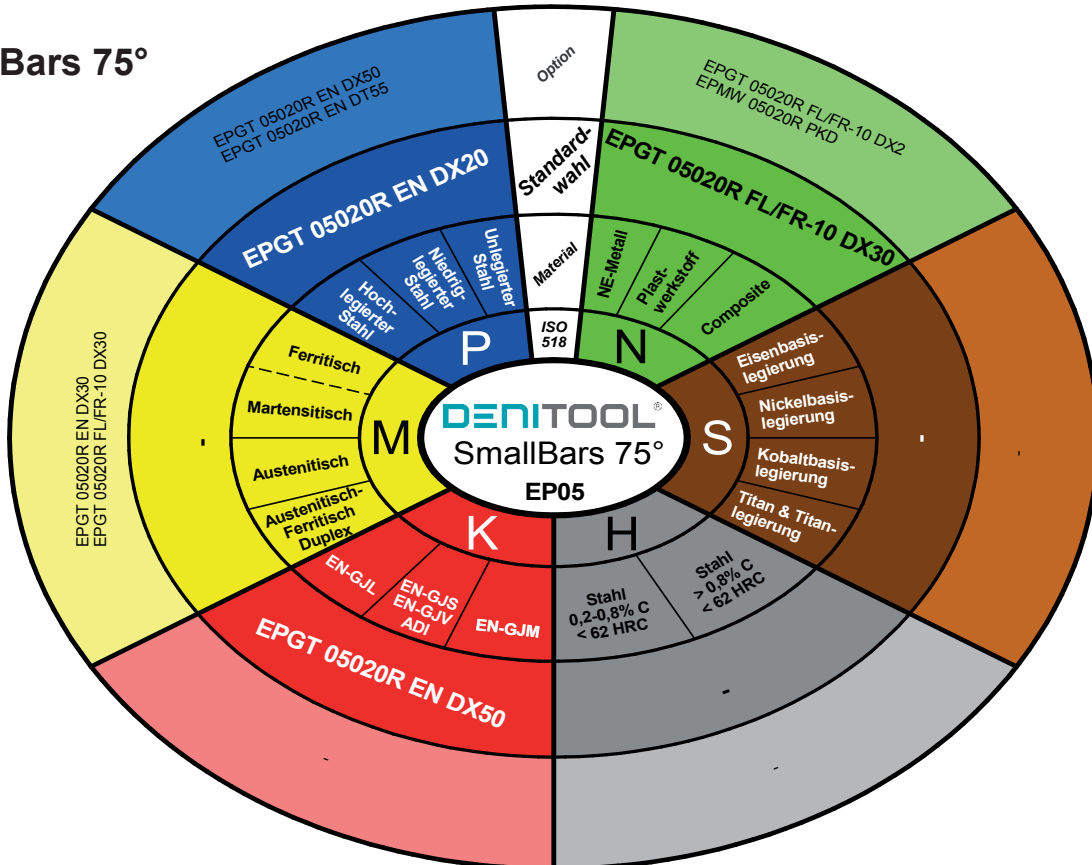 Bars 75°
Option
Standard-
wahl
Material
ISO
518
EPGT 05020R EN DX50
EPGT 05020R EN DT55
EPGT 05020R EN DX20
Hoch-
legierter
Stahl
Niedrig-
legierter
Stahl
Unlegierter
Stahl
P
EPGT 05020R FL/FR-10 DX2
EPMW 05020R PKD
EPGT 05020R FL/FR-10 DX30
NE-Metall
Plast-
werkstoff
Composite
N
EPGT 05020R EN DX30
EPGT 05020R FL/FR-10 DX30
-
Ferritisch
Martensitisch
Austenitisch
Austenitisch-
Ferritisch
Duplex
M
DENITOOL®
SmallBars 75°
EP05
S
Eisenbasis-
legierung
Nickelbasis-
legierung
Kobaltbasis-
legierung
Titan & Titan-
legierung
-
-
K
EN-GJL
EN-GJS
EN-GJV
ADI
EN-GJM
EPGT 05020R EN DX50
-
H
Stahl
0,2-0,8% C
< 62 HRC
Stahl
> 0,8% C
< 62 HRC
-
-